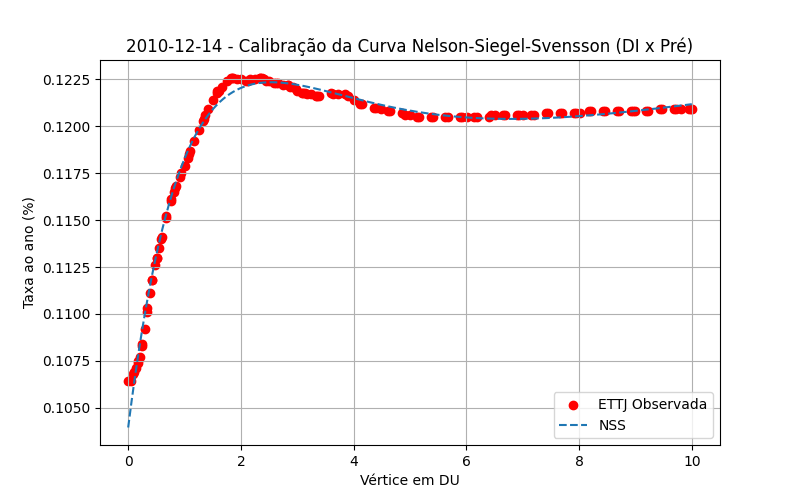 2010-12-14 - Calibração da Curva Nelson-Siegel-Svensson (DI x Pré)
Taxa ao ano (%)
0.1225
0.1200
0.1175
0.1150
0.1125
0.1100
0.1075
0.1050
ETTJ Observada
NSS
0 2 4 6 8 10
Vértice em DU